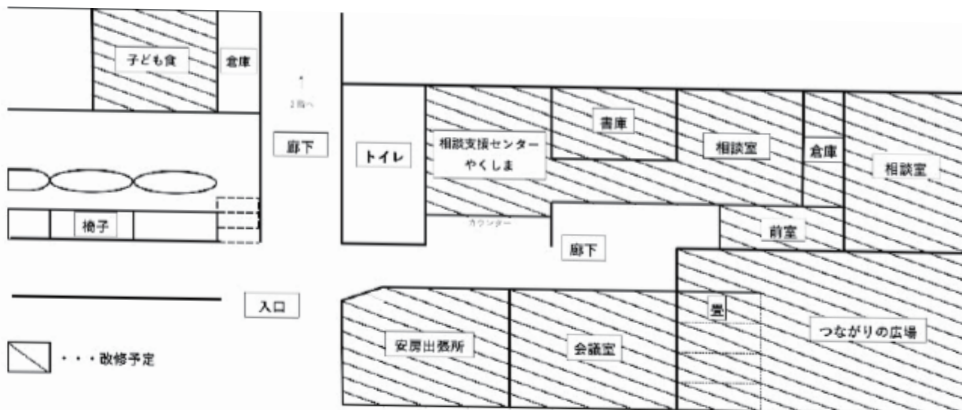 子ども食
倉庫
2階へ
廊下
トイレ
相談支援センター
やくしま
書庫
相談室
倉庫
相談室
椅子
カウンター
廊下
前室
入口
安房出張所
会議室
畳
つながりの広場
・・・改修予定